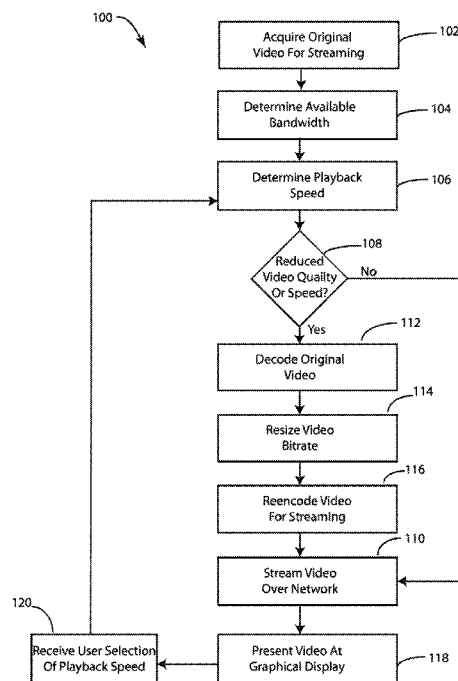 100
Acquire Original
Video For Streaming
102
Determine Available
Bandwidth
104
Determine Playback
Speed
106
108
Reduced
Video Quality
Or Speed?
No
Yes
112
Decode Original
Video
114
Resize Video
Bitrate
116
Reencode Video
For Streaming
110
Stream Video
Over Network
120
Receive User Selection
Of Playback Speed
Present Video At
Graphical Display
118